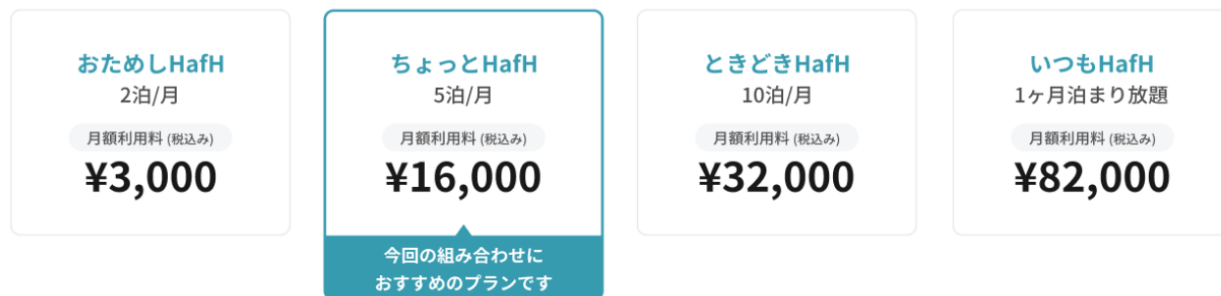 おためしHafH
2泊/月
月額利用料 (税込み)
¥3,000
ちょっとHafH
5泊/月
月額利用料 (税込み)
¥16,000
今回の組み合わせに
おすすめのプランです
ときどきHafH
10泊/月
月額利用料 (税込み)
¥32,000
いつもHafH
1ヶ月泊まり放題
月額利用料 (税込み)
¥82,000